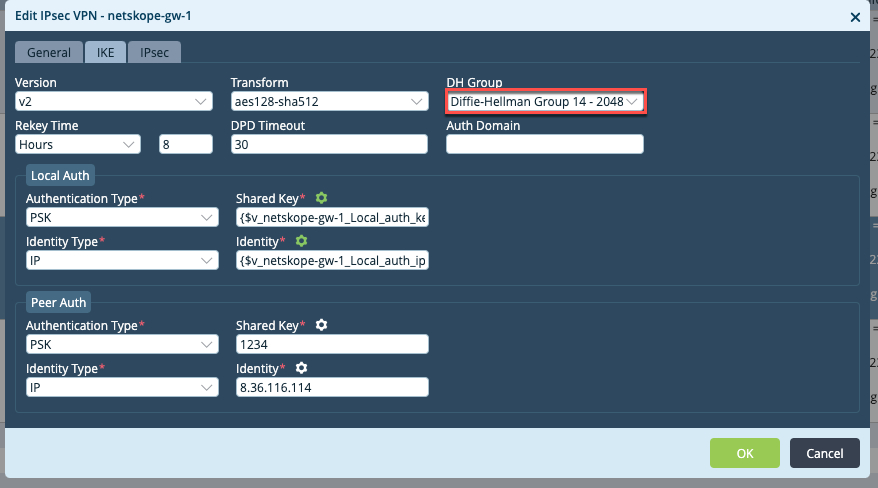 Edit IPsec VPN - netskope-gw-1
General IKE IPsec
Version Transform DH Group
v2 aes128-sha512 Diffie-Hellman Group 14 - 2048
Rekey Time DPD Timeout Auth Domain
Hours 8 30
Local Auth
Authentication Type* Shared Key*
PSK {$v_netskope-gw-1_Local_auth_ke
Identity Type* Identity*
IP {$v_netskope-gw-1_Local_auth_ip
Peer Auth
Authentication Type* Shared Key*
PSK 1234
Identity Type* Identity*
IP 8.36.116.114
OK Cancel